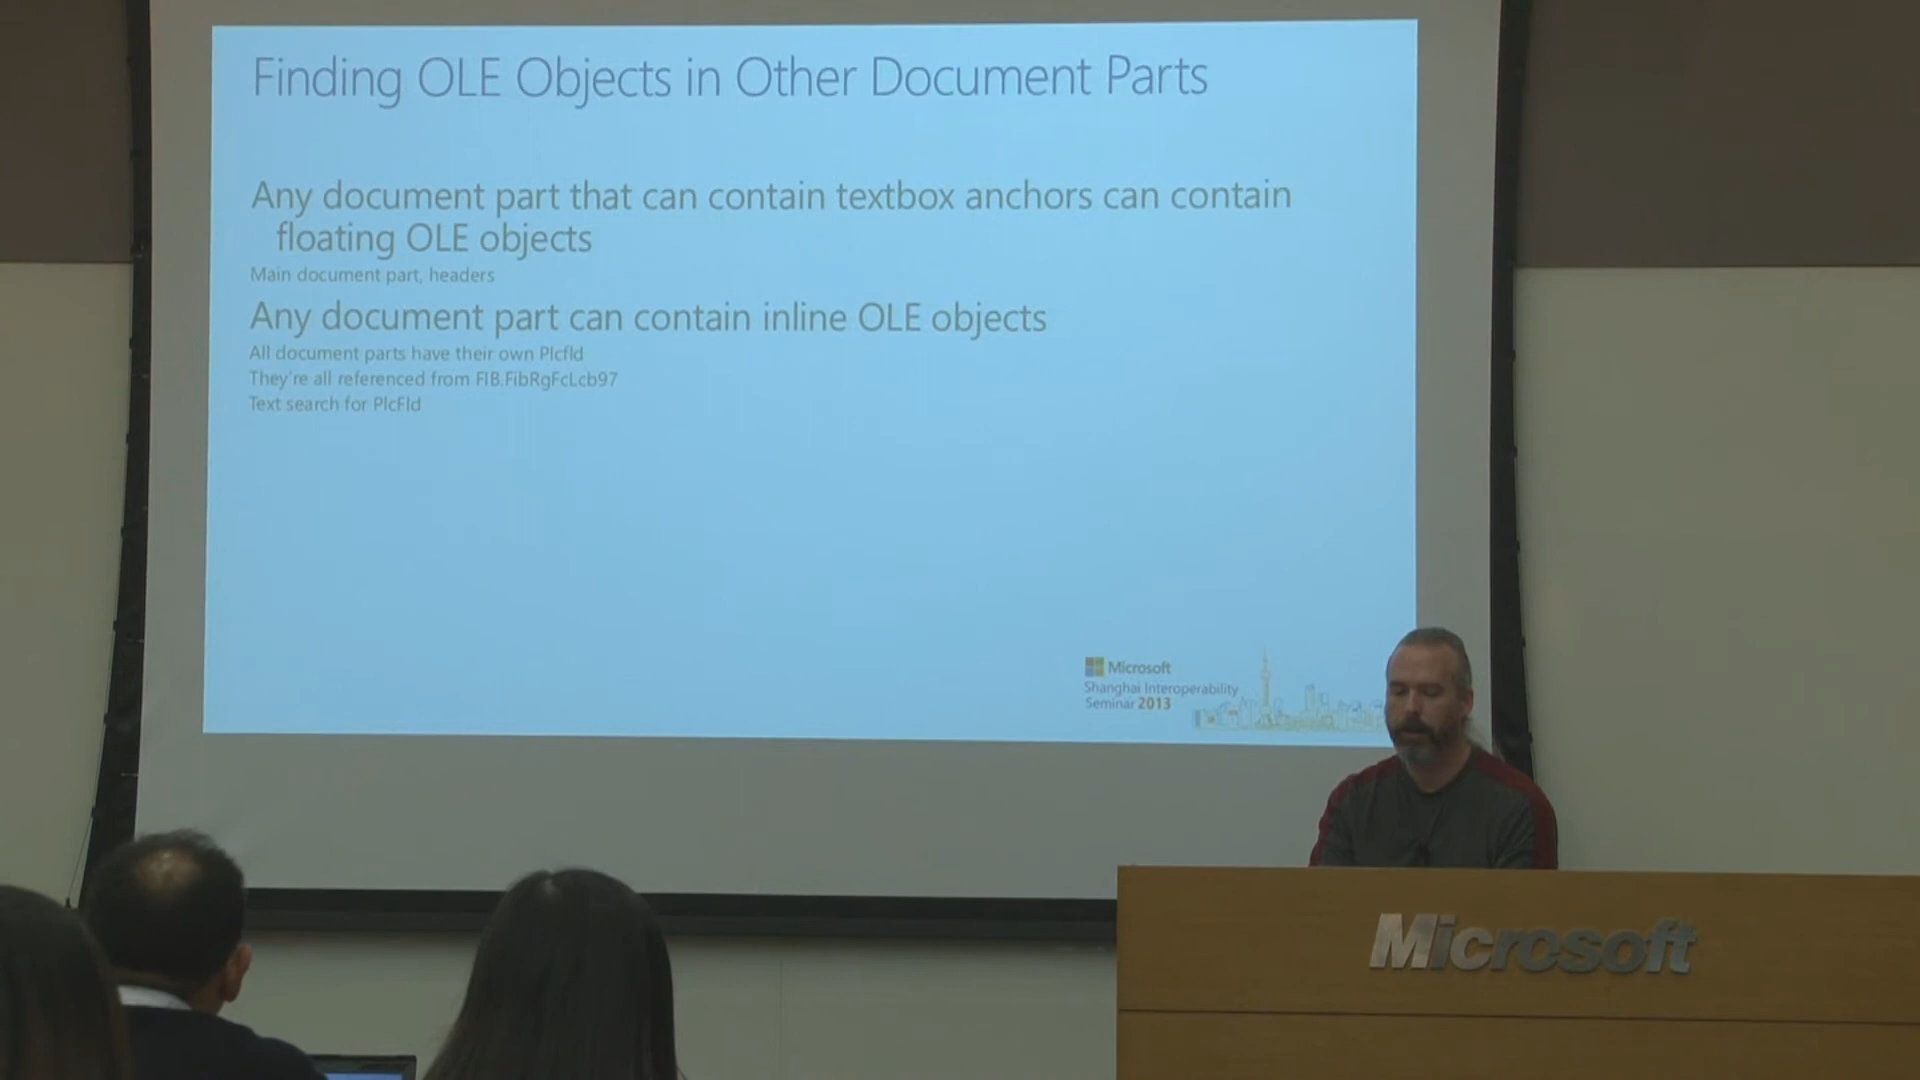 Finding OLE Objects in Other Document Parts
Any document part that can contain textbox anchors can contain
floating OLE objects
Main document part, headers
Any document part can contain inline OLE objects
All document parts have their own Plcfld
They're all referenced from FIB.FibRgFcLcb97
Text search for PlcFld
Microsoft
Shanghai Interoperability
Seminar 2013
Microsoft